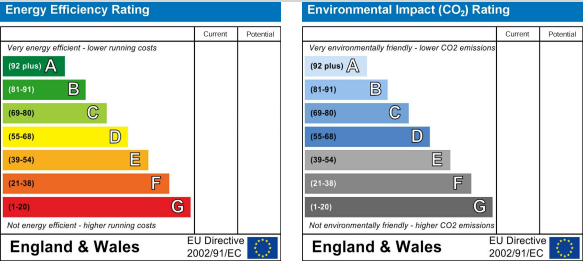 Energy Efficiency Rating
Current Potential
Very energy efficient - lower running costs
(92 plus) A
(81-91) B
(69-80) C
(55-68) D
(39-54) E
(21-38) F
(1-20) G
Not energy efficient - higher running costs
England & Wales
EU Directive
2002/91/EC
Environmental Impact (CO₂) Rating
Current Potential
Very environmentally friendly - lower CO2 emissions
(92 plus) A
(81-91) B
(69-80) C
(55-68) D
(39-54) E
(21-38) F
(1-20) G
Not environmentally friendly - higher CO2 emissions
England & Wales
EU Directive
2002/91/EC